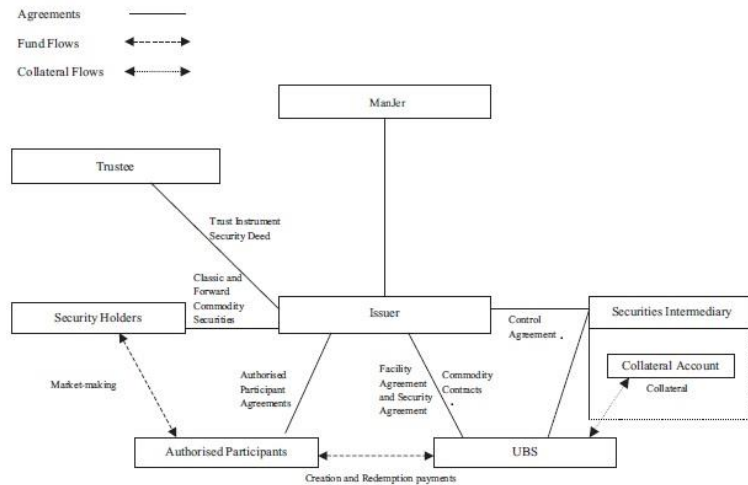 Agreements
Fund Flows
Collateral Flows
ManJer
Trustee
Trust Instrument
Security Deed
Classic and
Forward
Commodity
Securities
Security Holders
Issuer
Securities Intermediary
Control
Agreement
Collateral Account
Collateral
Market-making
Authorised
Participant
Agreements
Facility
Agreement
and Security
Agreement
Commodity
Contracts
Authorised Participants
UBS
Creation and Redemption payments